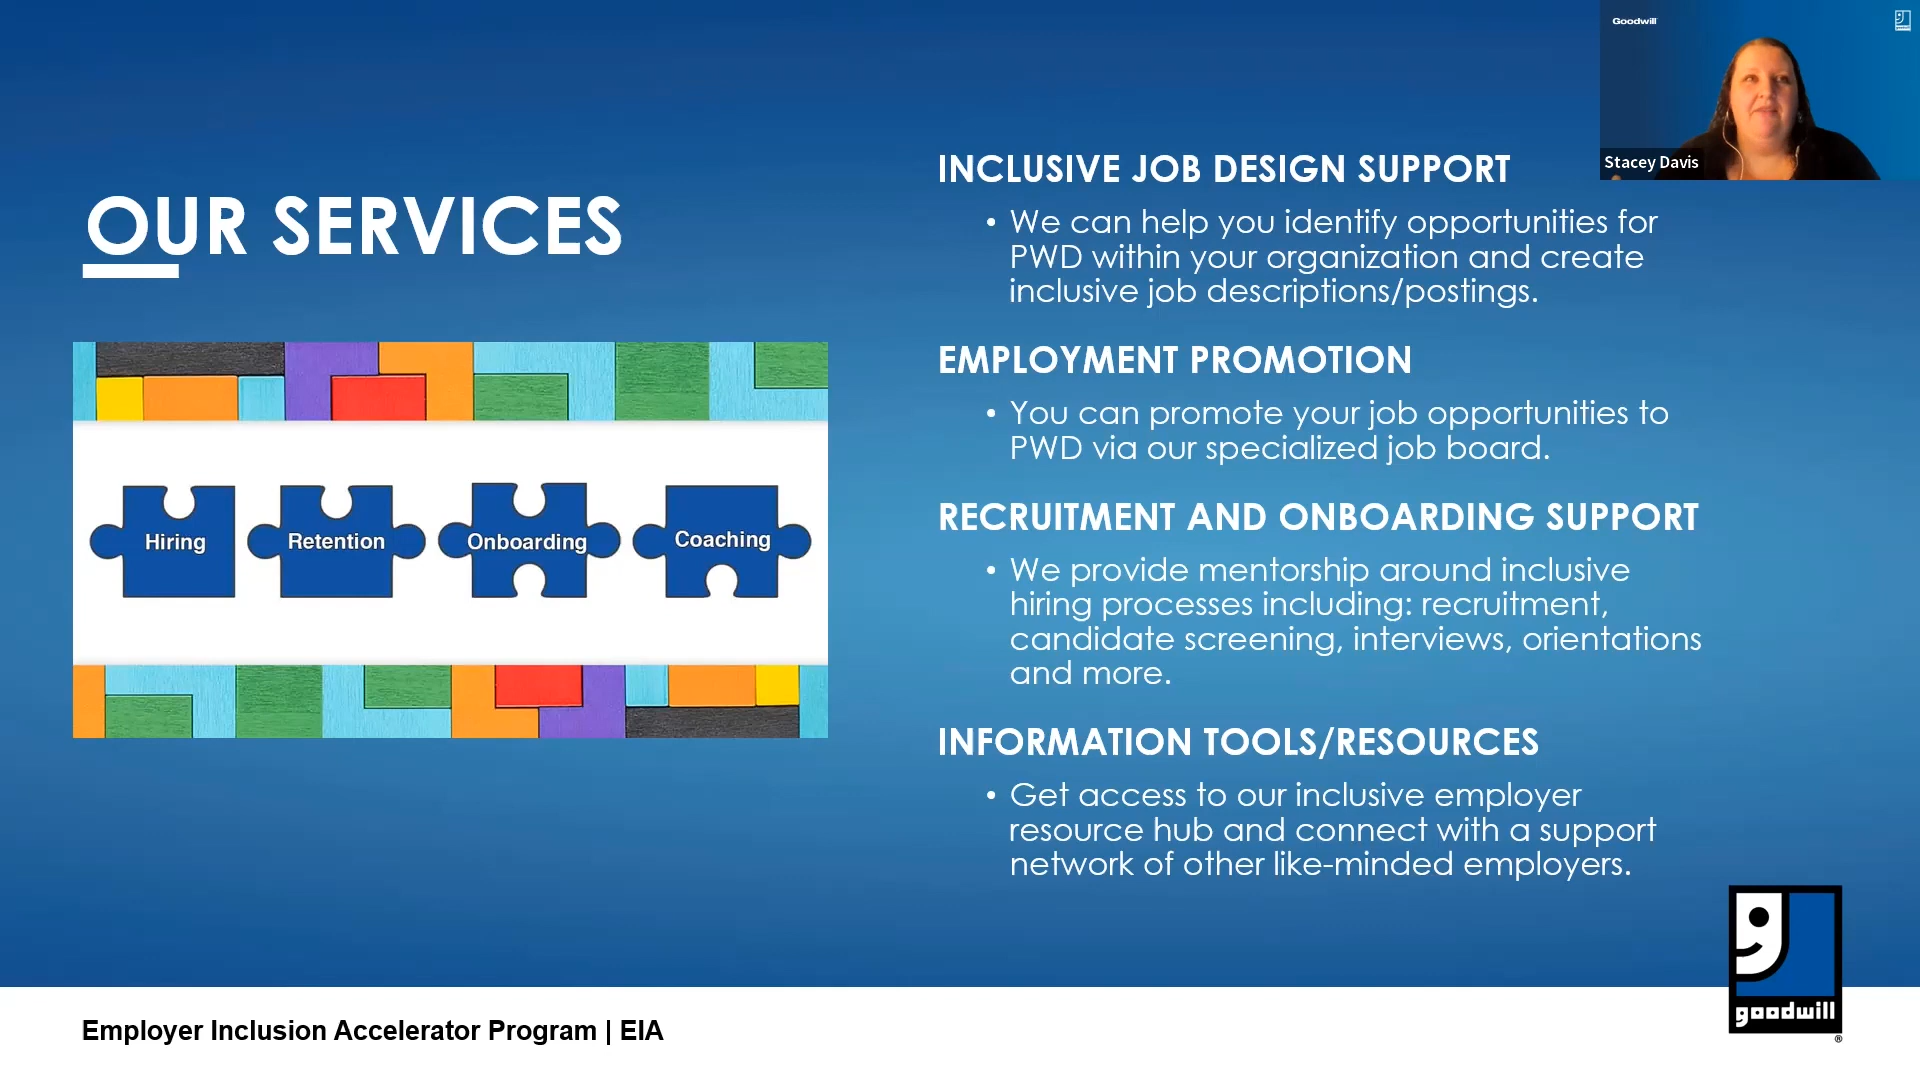 Goodwill
Stacey Davis
OUR SERVICES
Hiring
Retention
Onboarding
Coaching
INCLUSIVE JOB DESIGN SUPPORT
• We can help you identify opportunities for
PWD within your organization and create
inclusive job descriptions/postings.
EMPLOYMENT PROMOTION
• You can promote your job opportunities to
PWD via our specialized job board.
RECRUITMENT AND ONBOARDING SUPPORT
• We provide mentorship around inclusive
hiring processes including: recruitment,
candidate screening, interviews, orientations
and more.
INFORMATION TOOLS/RESOURCES
• Get access to our inclusive employer
resource hub and connect with a support
network of other like-minded employers.
goodwill
®
Employer Inclusion Accelerator Program | EIA